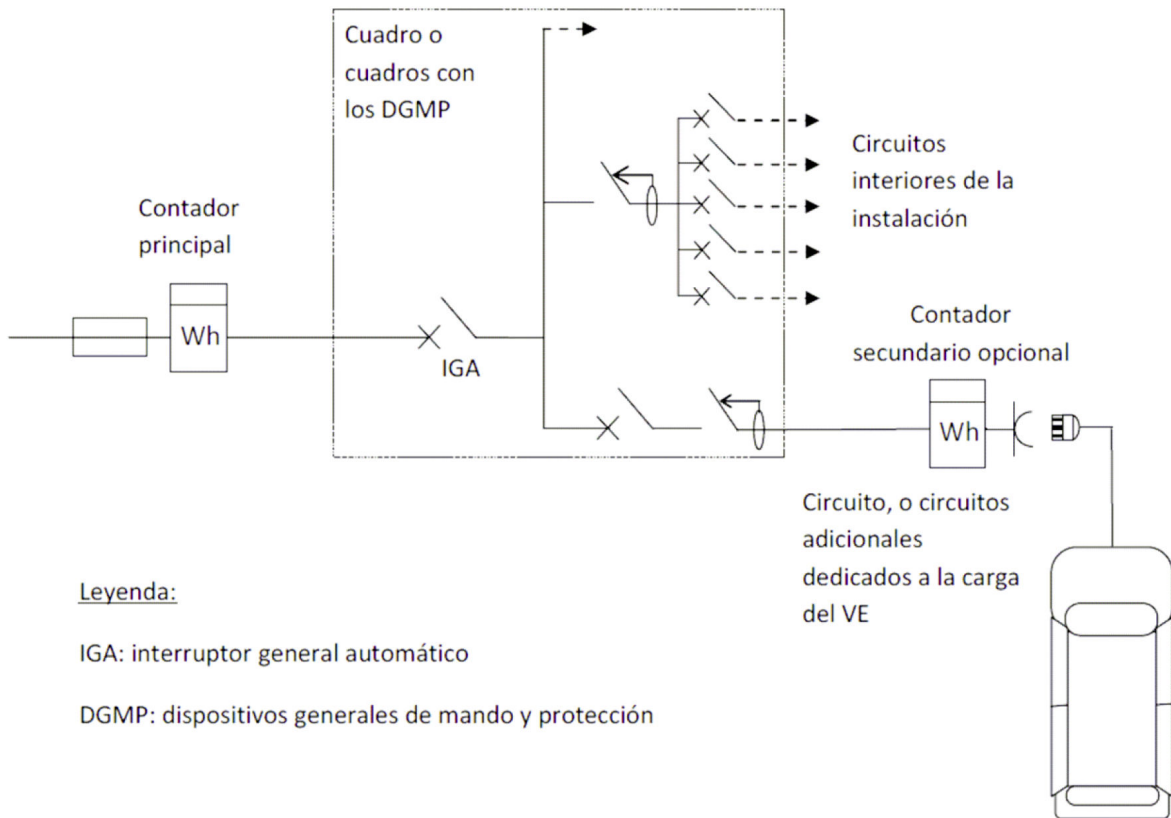 Cuadro o
cuadros con
los DGMP
Circuitos
interiores de la
instalación
Contador
principal
Wh
IGA
Contador
secundario opcional
Wh
Circuito, o circuitos
adicionales
dedicados a la carga
del VE
Leyenda:
IGA: interruptor general automático
DGMP: dispositivos generales de mando y protección